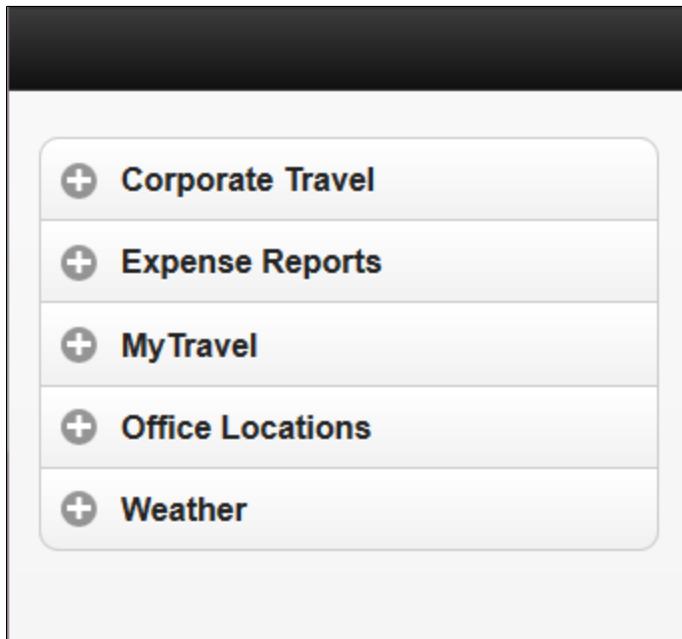 Corporate Travel
Expense Reports
MyTravel
Office Locations
Weather